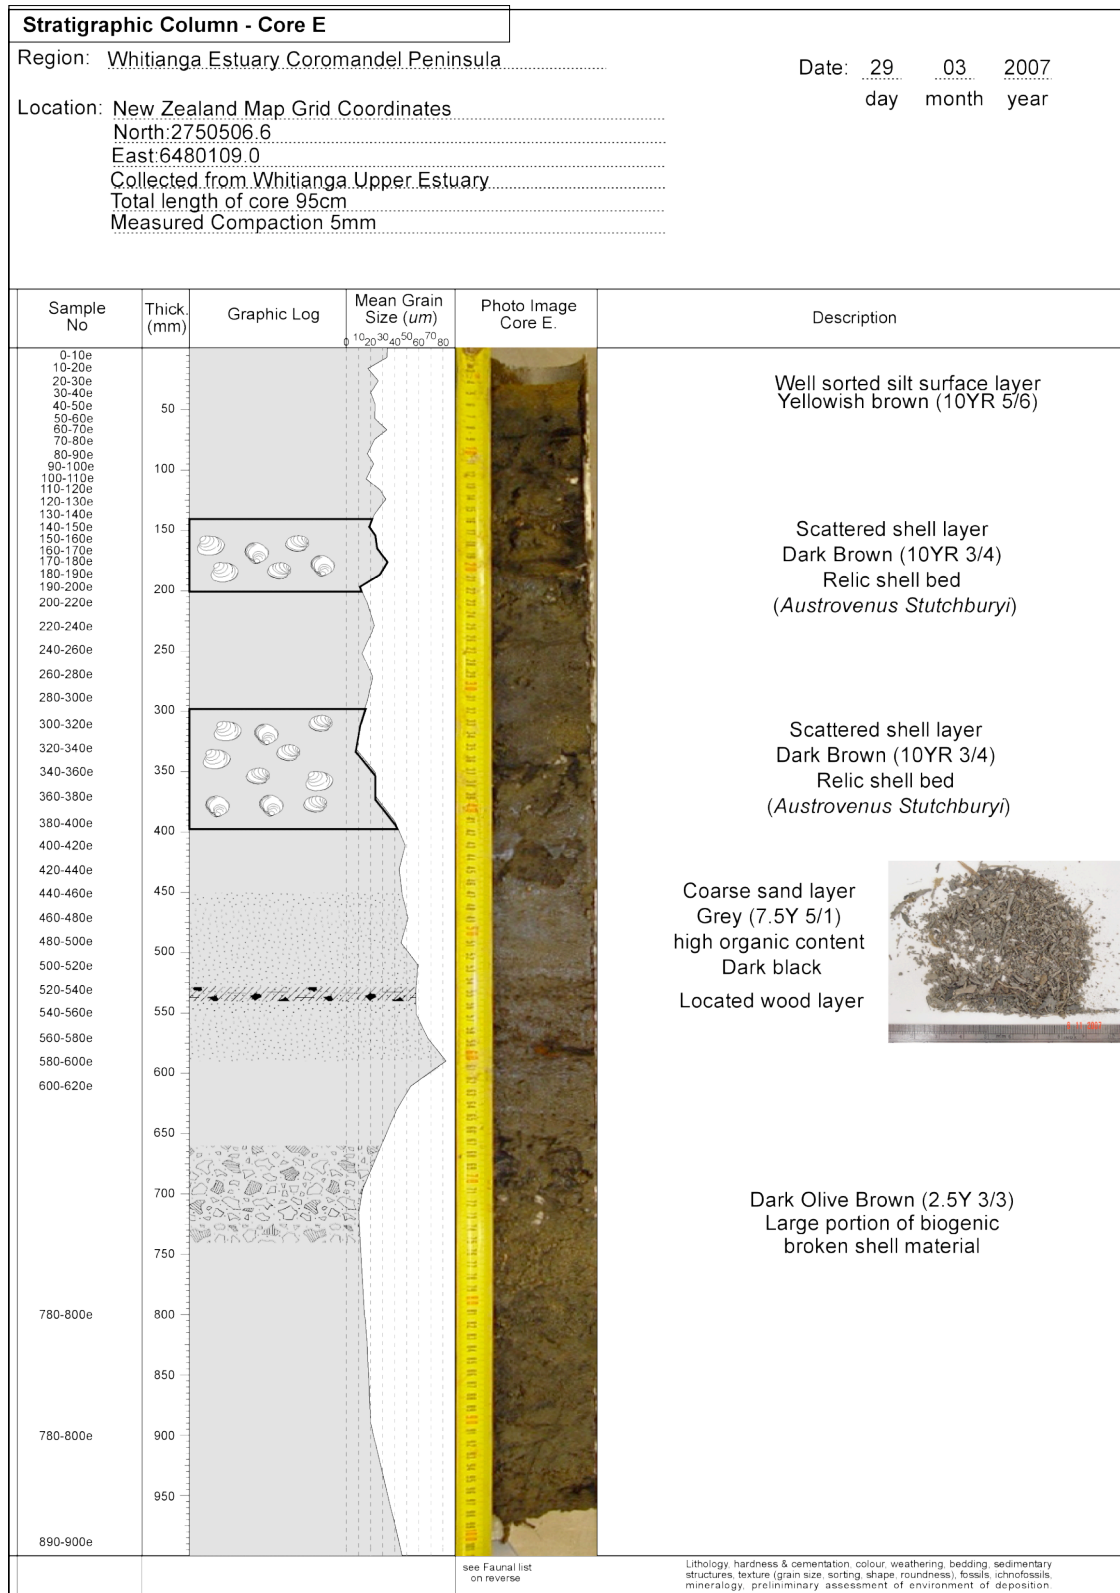 Stratigraphic Column - Core E
Region: Whitianga Estuary Coromandel Peninsula
Date: 29 03 2007
day month year
Location: New Zealand Map Grid Coordinates
North:2750506.6
East:6480109.0
Collected from Whitianga Upper Estuary
Total length of core 95cm
Measured Compaction 5mm
Sample No
Thick. (mm)
Graphic Log
Mean Grain Size (um)
0 10 20 30 40 50 60 70 80
Photo Image Core E.
Description
0-10e
10-20e
20-30e
30-40e
40-50e
50-60e
60-70e
70-80e
80-90e
90-100e
100-110e
110-120e
120-130e
130-140e
140-150e
150-160e
160-170e
170-180e
180-190e
190-200e
200-220e
220-240e
240-260e
260-280e
280-300e
300-320e
320-340e
340-360e
360-380e
380-400e
400-420e
420-440e
440-460e
460-480e
480-500e
500-520e
520-540e
540-560e
560-580e
580-600e
600-620e
780-800e
780-800e
890-900e
50
100
150
200
250
300
350
400
450
500
550
600
650
700
750
800
850
900
950
Well sorted silt surface layer
Yellowish brown (10YR 5/6)
Scattered shell layer
Dark Brown (10YR 3/4)
Relic shell bed
(Austrovenus Stutchburyi)
Scattered shell layer
Dark Brown (10YR 3/4)
Relic shell bed
(Austrovenus Stutchburyi)
Coarse sand layer
Grey (7.5Y 5/1)
high organic content
Dark black
Located wood layer
Dark Olive Brown (2.5Y 3/3)
Large portion of biogenic
broken shell material
see Faunal list
on reverse
Lithology, hardness & cementation, colour, weathering, bedding, sedimentary
structures, texture (grain size, sorting, shape, roundness), fossils, ichnofossils,
mineralogy, prelininimary assessment of environment of deposition.